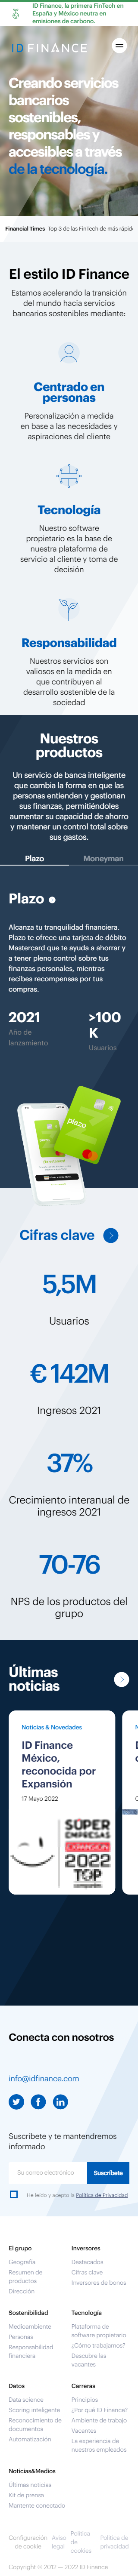 ID Finance, la primera FinTech en
España y México neutra en
emisiones de carbono.
ID FINANCE
Creando servicios
bancarios
sostenibles,
responsables y
accesibles a través
de la tecnología.
Financial Times Top 3 de las FinTech de más rápid
El estilo ID Finance
Estamos acelerando la transición
del mundo hacia servicios
bancarios sostenibles mediante:
Centrado en
personas
Personalización a medida
en base a las necesidades y
aspiraciones del cliente
Tecnología
Nuestro software
propietario es la base de
nuestra plataforma de
servicio al cliente y toma de
decisión
Responsabilidad
Nuestros servicios son
valiosos en la medida en
que contribuyen al
desarrollo sostenible de la
sociedad
Nuestros
productos
Un servicio de banca inteligente
que cambia la forma en que las
personas piensan y entienden
sus finanzas, permitiéndoles
aumentar su capacidad de ahorro
y mantener un control total sobre
sus gastos.
Plazo Moneyman
Plazo
Alcanza tu tranquilidad financiera.
Plazo te ofrece una tarjeta de débito
Mastercard que te ayuda a ahorrar y
a tener pleno control sobre tus
finanzas personales, mientras
recibes recompensas por tus
compras.
2021
Año de
lanzamiento
>100
K
Usuarios
plazo
Cifras clave
5,5M
Usuarios
€ 142M
Ingresos 2021
37%
Crecimiento interanual de
ingresos 2021
70-76
NPS de los productos del
grupo
Últimas
noticias
Noticias & Novedades
ID Finance
México,
reconocida por
Expansión
17 Mayo 2022
SÚPER
CHAMPIONS
2022
TOP
Conecta con nosotros
info@idfinance.com
Suscríbete y te mantendremos
informado
Su correo electrónico
Suscríbete
He leído y acepto la Política de Privacidad
El grupo
Geografía
Resumen de
productos
Dirección
Inversores
Destacados
Cifras clave
Inversores de bonos
Sostenibilidad
Medioambiente
Personas
Responsabilidad
financiera
Tecnología
Plataforma de
software propietario
¿Cómo trabajamos?
Descubre las
vacantes
Datos
Data science
Scoring inteligente
Reconocimiento de
documentos
Automatización
Carreras
Principios
¿Por qué ID Finance?
Ambiente de trabajo
Vacantes
La experiencia de
nuestros empleados
Noticias&Medios
Últimas noticias
Kit de prensa
Mantente conectado
Configuración
de cookie
Aviso
legal
Política
de
cookies
Política de
privacidad
Copyright © 2012 — 2022 ID Finance